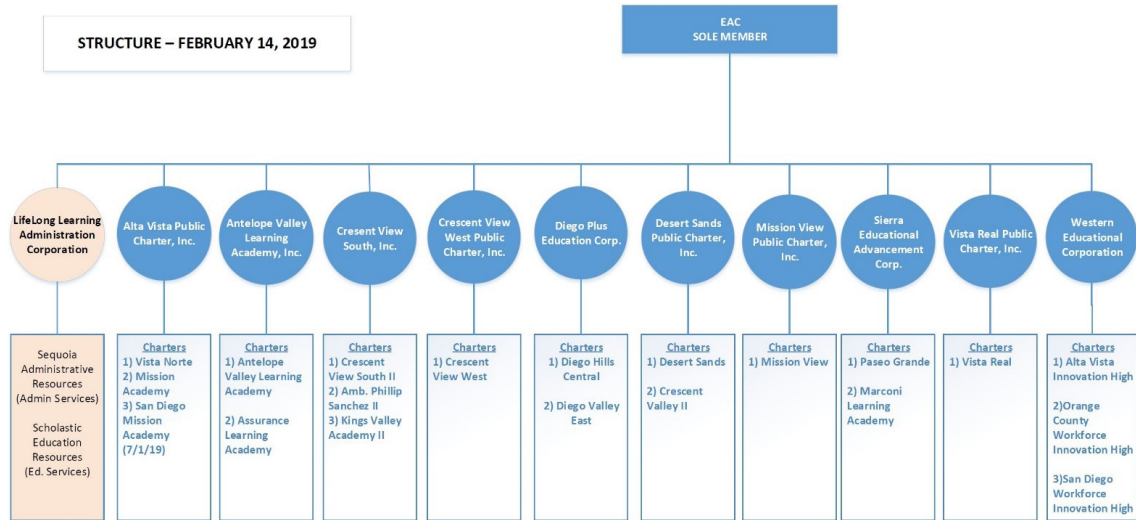 STRUCTURE – FEBRUARY 14, 2019
EAC
SOLE MEMBER
LifeLong Learning
Administration
Corporation
Alta Vista Public
Charter, Inc.
Antelope Valley
Learning
Academy, Inc.
Cresent View
South, Inc.
Crescent View
West Public
Charter, Inc.
Diego Plus
Education Corp.
Desert Sands
Public Charter,
Inc.
Mission View
Public Charter,
Inc.
Sierra
Educational
Advancement
Corp.
Vista Real Public
Charter, Inc.
Western
Educational
Corporation
Sequoia
Administrative
Resources
(Admin Services)
Scholastic
Education
Resources
(Ed. Services)
Charters
1) Vista Norte
2) Mission
Academy
3) San Diego
Mission
Academy
(7/1/19)
Charters
1) Antelope
Valley Learning
Academy
2) Assurance
Learning
Academy
Charters
1) Crescent
View South II
2) Amb. Phillip
Sanchez II
3) Kings Valley
Academy II
Charters
1) Crescent
View West
Charters
1) Diego Hills
Central
2) Diego Valley
East
Charters
1) Desert Sands
2) Crescent
Valley II
Charters
1) Mission View
Charters
1) Paseo Grande
2) Marconi
Learning
Academy
Charters
1) Vista Real
Charters
1) Alta Vista
Innovation High
2)Orange
County
Workforce
Innovation High
3)San Diego
Workforce
Innovation High